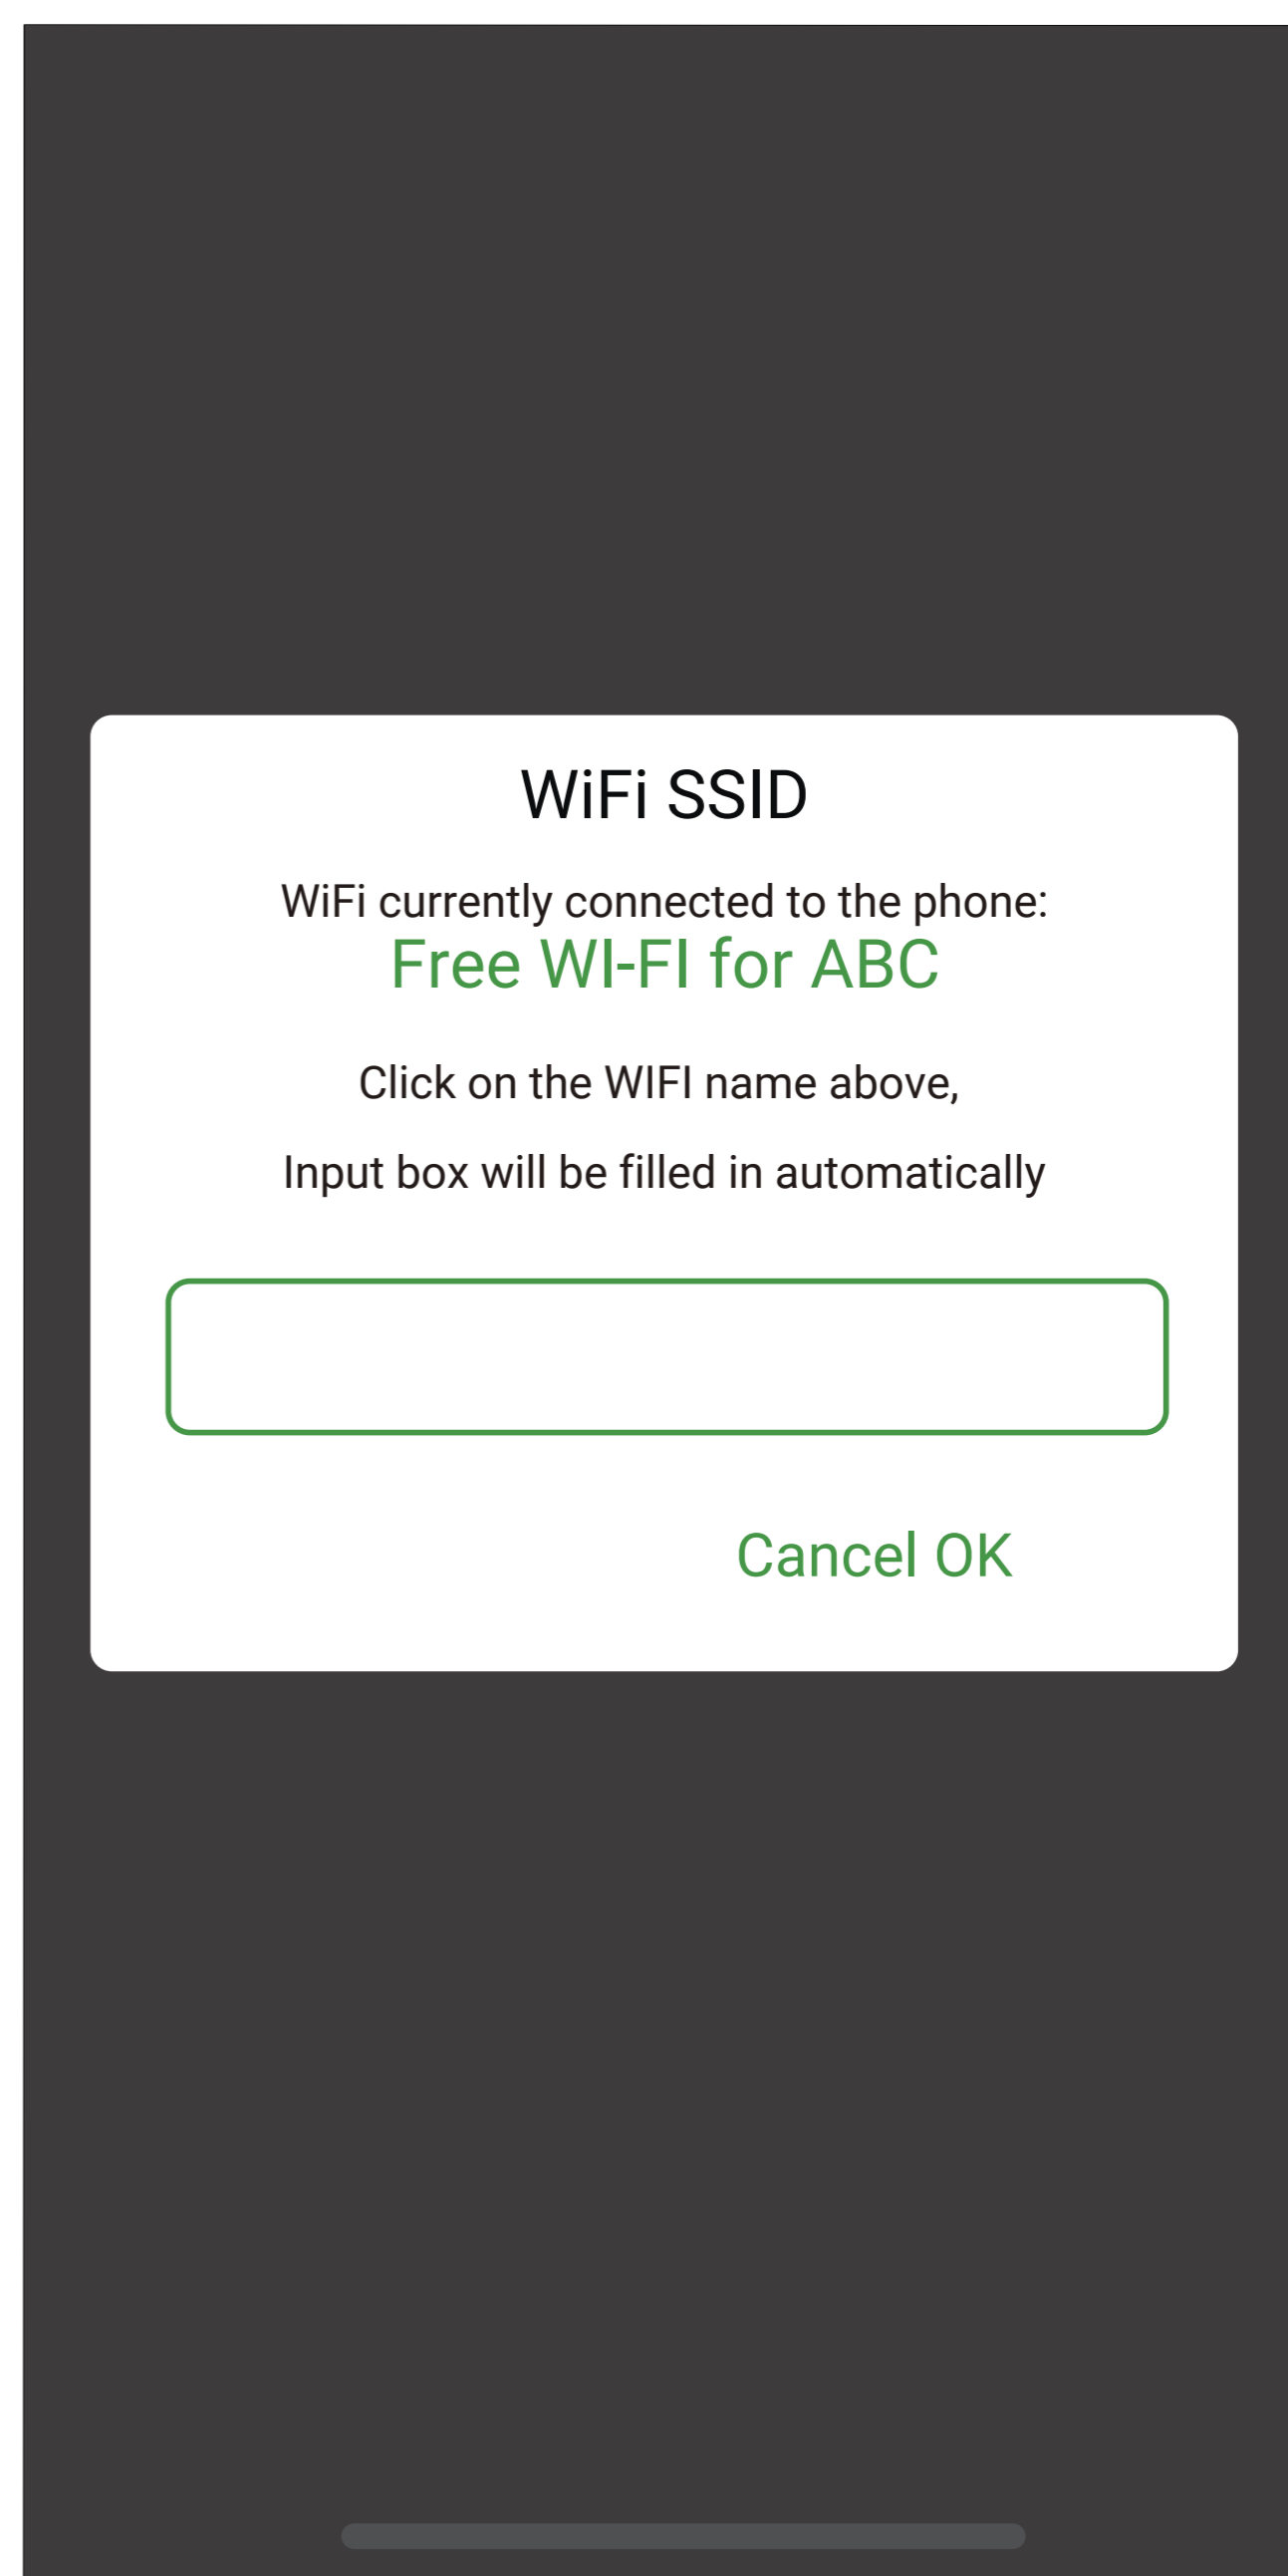 WiFi SSID
WiFi currently connected to the phone:
Free WI-FI for ABC
Click on the WIFI name above,
Input box will be filled in automatically
Cancel OK